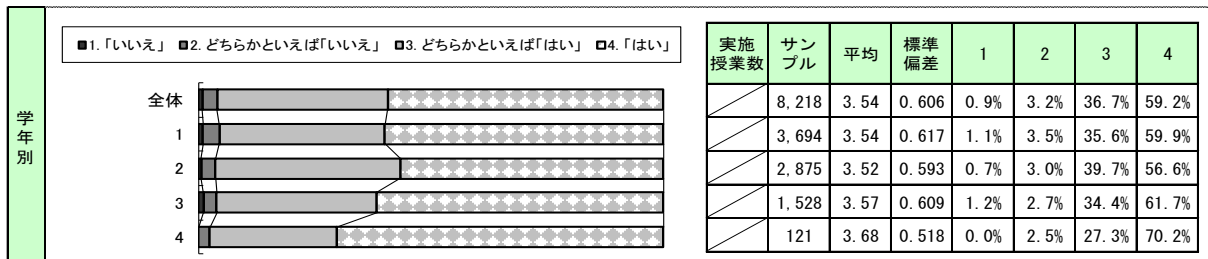 学年別
■1.「いいえ」 ■2.どちらかといえば「いいえ」 ■3.どちらかといえば「はい」 □4.「はい」
全体
1
2
3
4
実施授業数 サンプル 平均 標準偏差 1 2 3 4
8,218 3.54 0.606 0.9% 3.2% 36.7% 59.2%
3,694 3.54 0.617 1.1% 3.5% 35.6% 59.9%
2,875 3.52 0.593 0.7% 3.0% 39.7% 56.6%
1,528 3.57 0.609 1.2% 2.7% 34.4% 61.7%
121 3.68 0.518 0.0% 2.5% 27.3% 70.2%